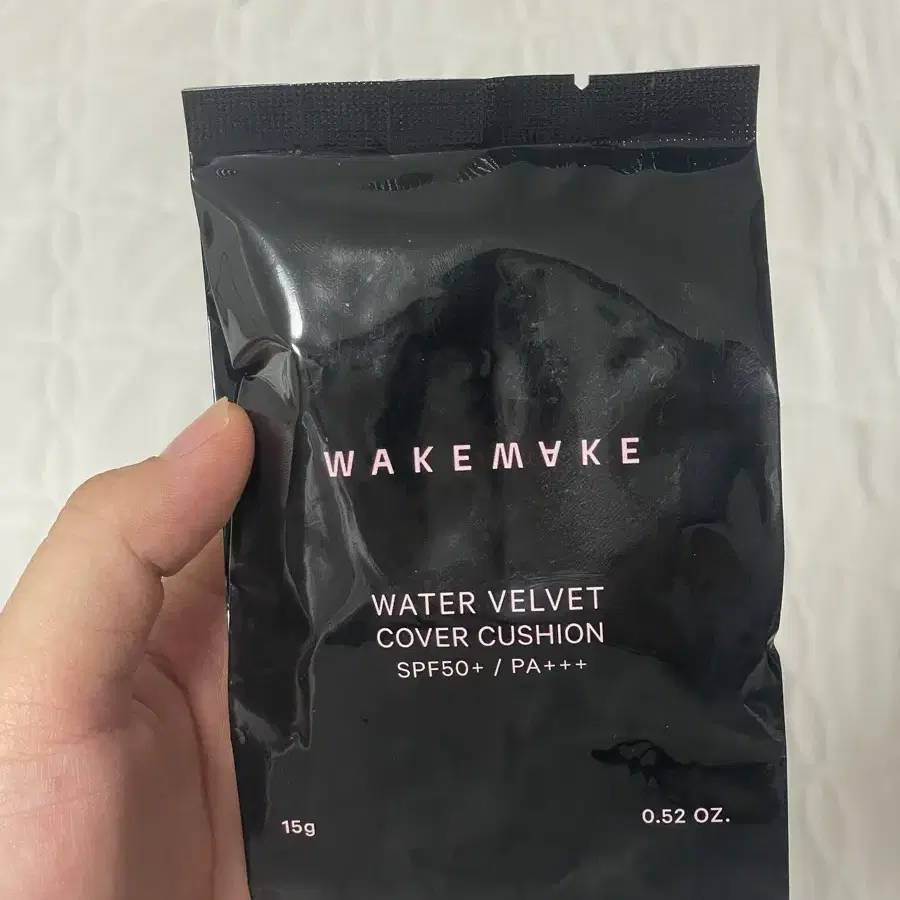 WAKEMAKE
WATER VELVET
COVER CUSHION
SPF50+ / PA+++
15g
0.52 OZ.